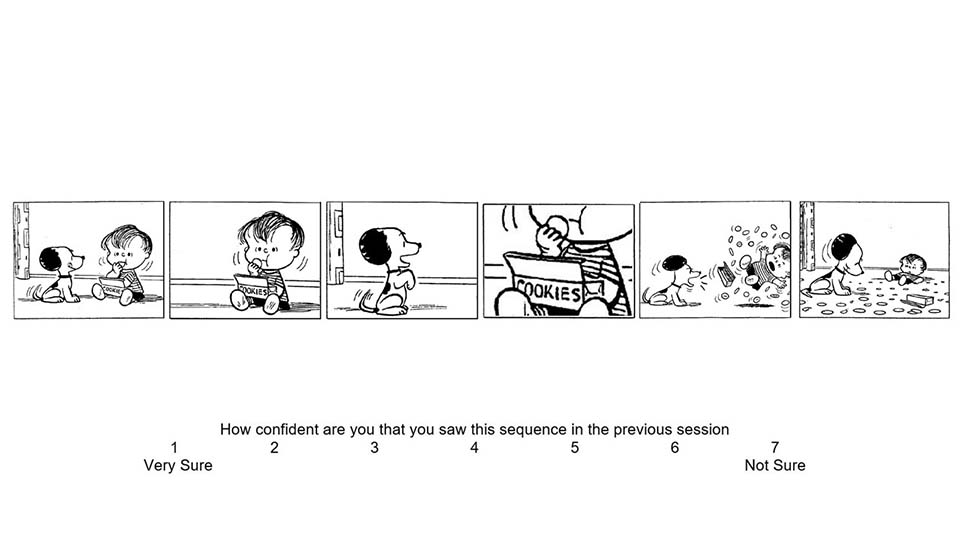 COOKIES
COOKIES
COOKIES
How confident are you that you saw this sequence in the previous session
1 2 3 4 5 6 7
Very Sure Not Sure